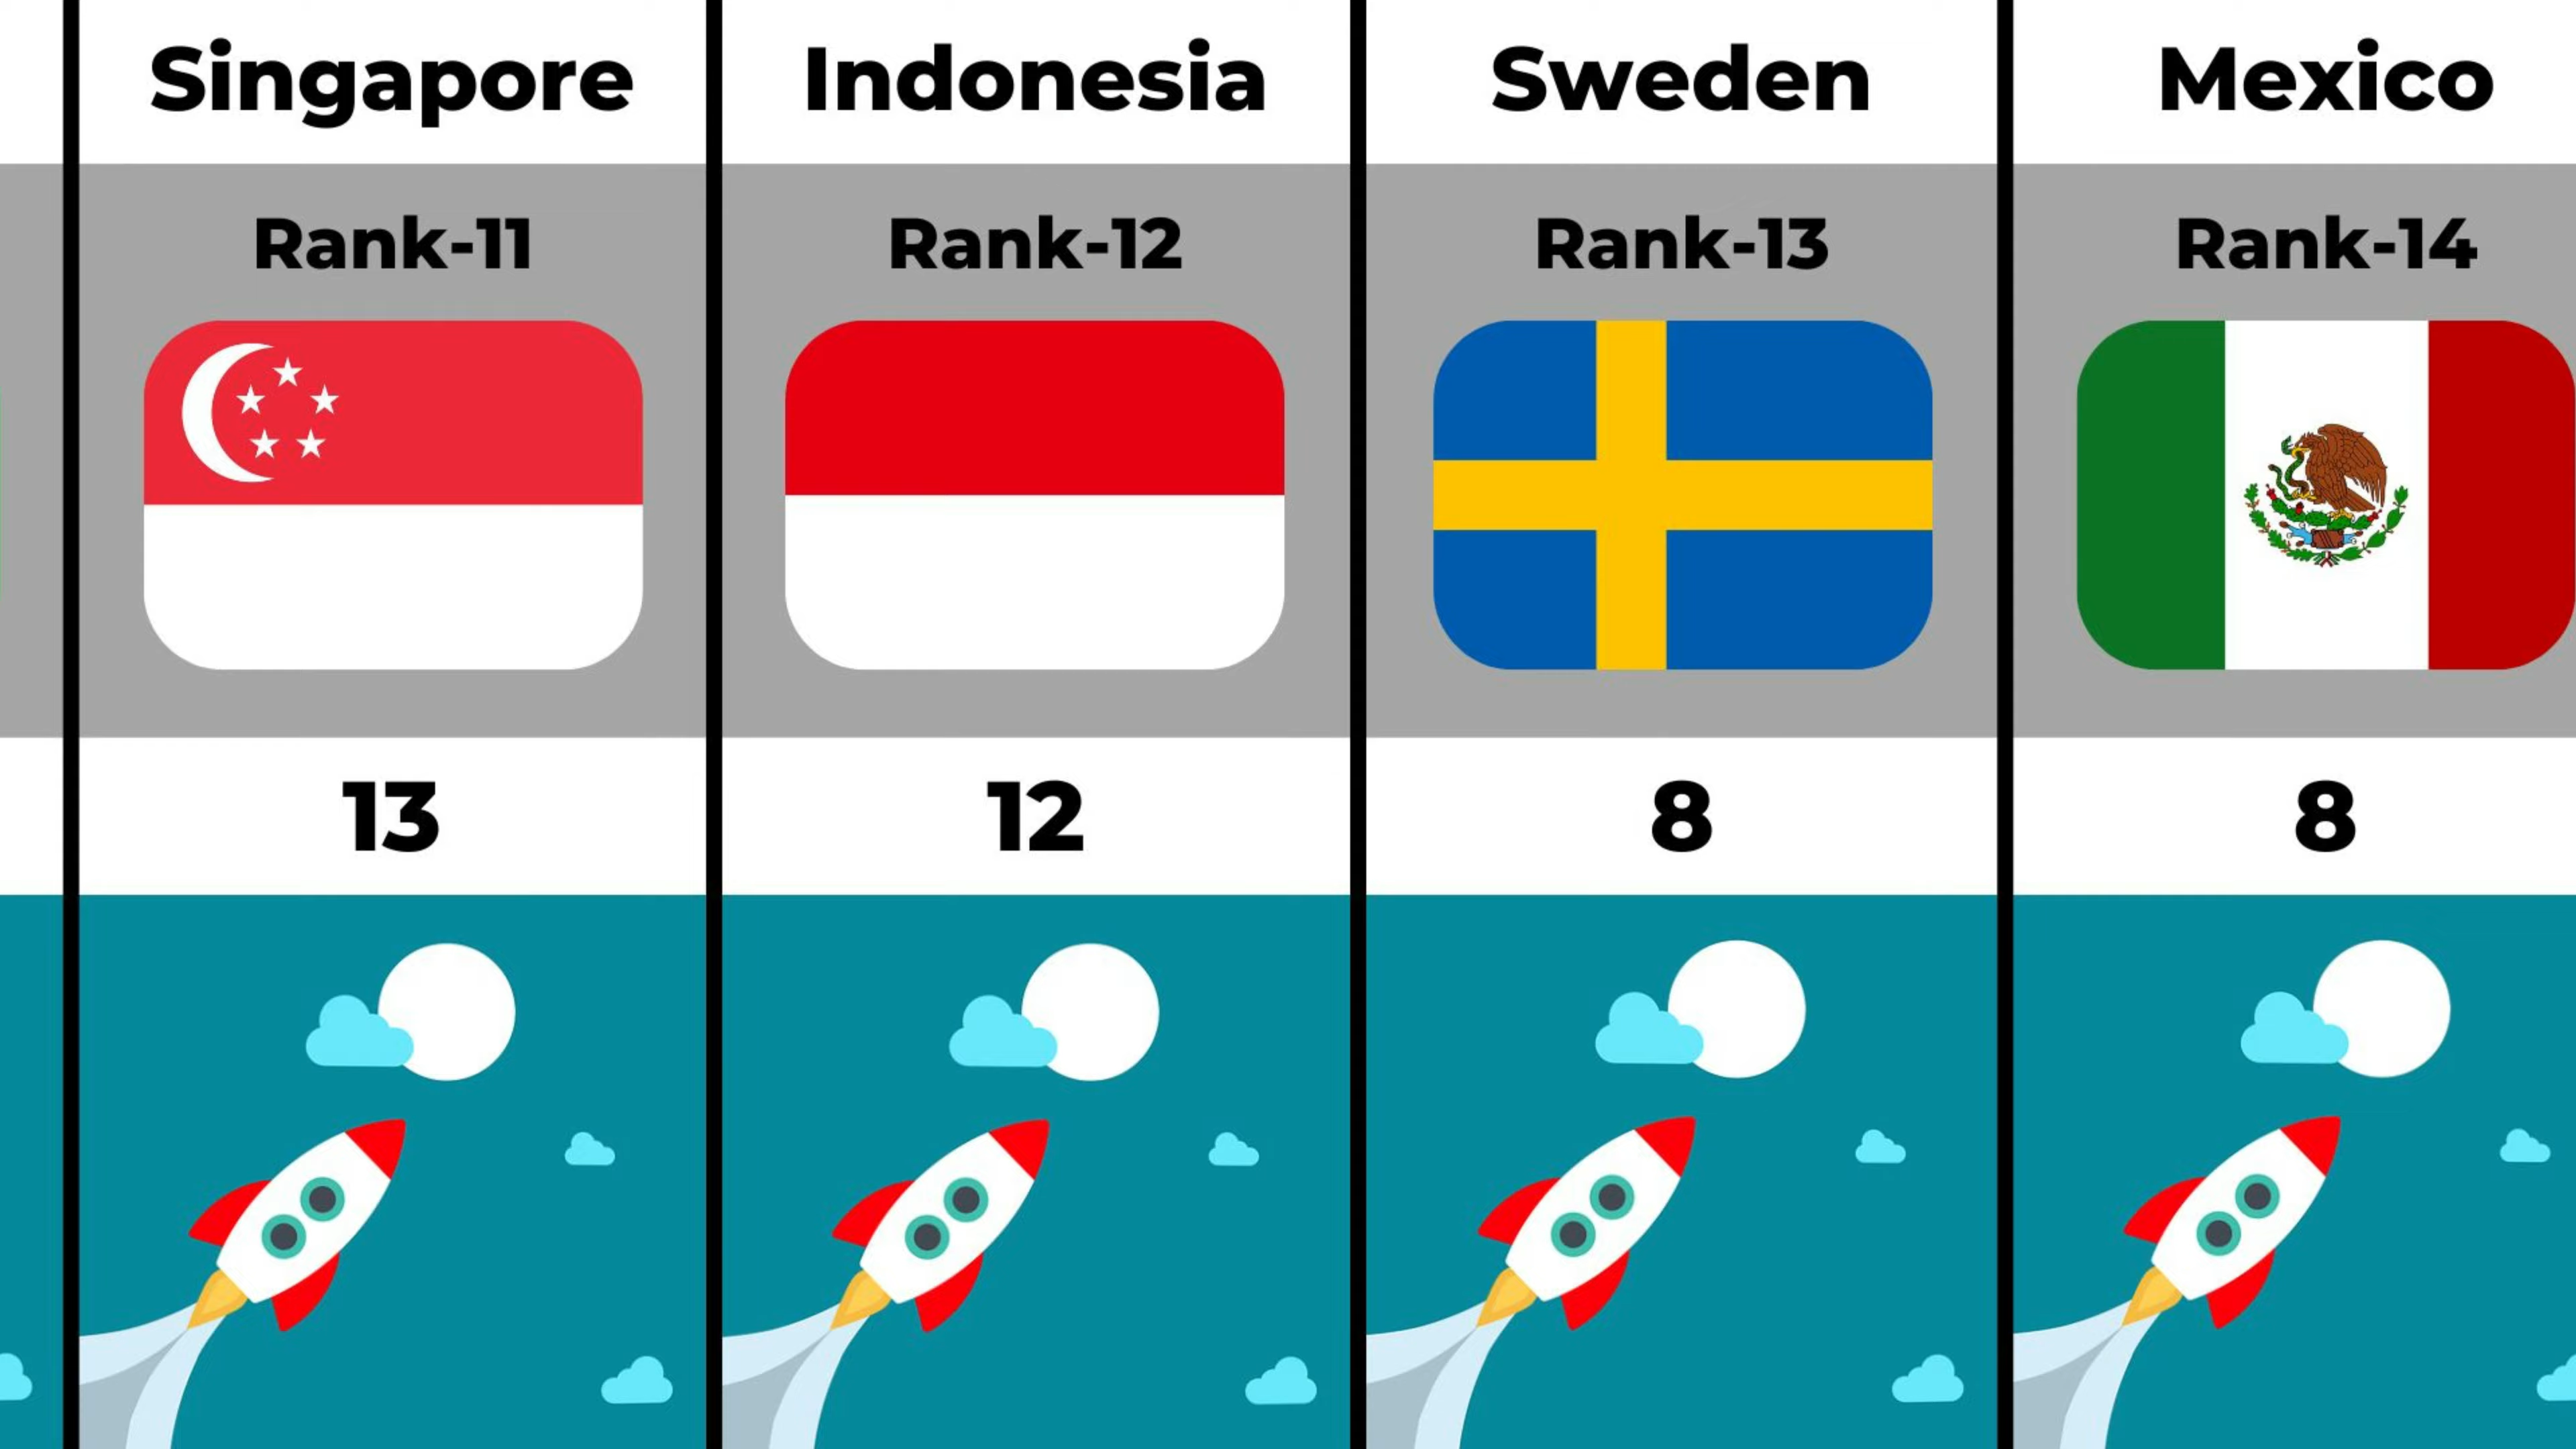 Singapore
Rank-11
13
Indonesia
Rank-12
12
Sweden
Rank-13
8
Mexico
Rank-14
8